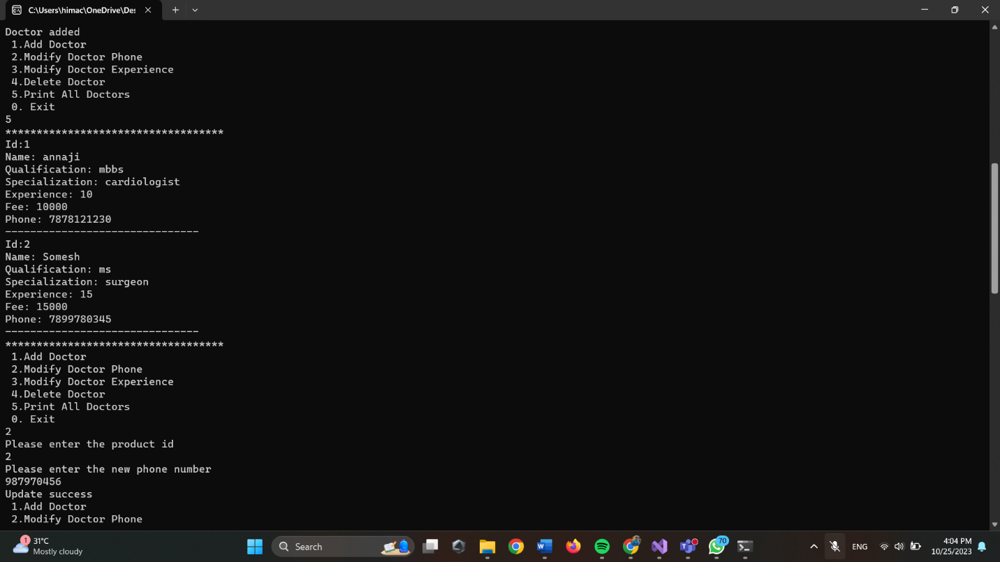 C:\Users\himac\OneDrive\Des
Doctor added
1.Add Doctor
2.Modify Doctor Phone
3.Modify Doctor Experience
4.Delete Doctor
5.Print All Doctors
0. Exit
5
***********************************
Id:1
Name: annaji
Qualification: mbbs
Specialization: cardiologist
Experience: 10
Fee: 10000
Phone: 7878121230
-------------------------------
Id:2
Name: Somesh
Qualification: ms
Specialization: surgeon
Experience: 15
Fee: 15000
Phone: 7899780345
-------------------------------
***********************************
1.Add Doctor
2.Modify Doctor Phone
3.Modify Doctor Experience
4.Delete Doctor
5.Print All Doctors
0. Exit
2
Please enter the product id
2
Please enter the new phone number
987970456
Update success
1.Add Doctor
2.Modify Doctor Phone
1
31°C
Mostly cloudy
Search
70
ENG
4:04 PM
10/25/2023